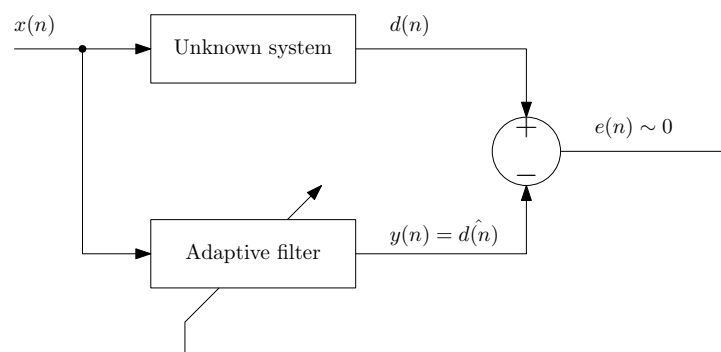 x(n)
Unknown system
d(n)
+
e(n) ∼ 0
−
Adaptive filter
y(n) = d(̂n)